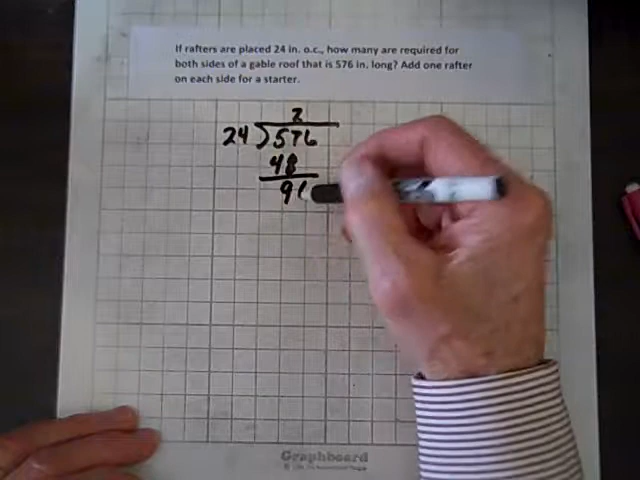 If rafters are placed 24 in. o.c., how many are required for
both sides of a gable roof that is 576 in. long? Add one rafter
on each side for a starter.
2
24 576
48
96
Graphboard